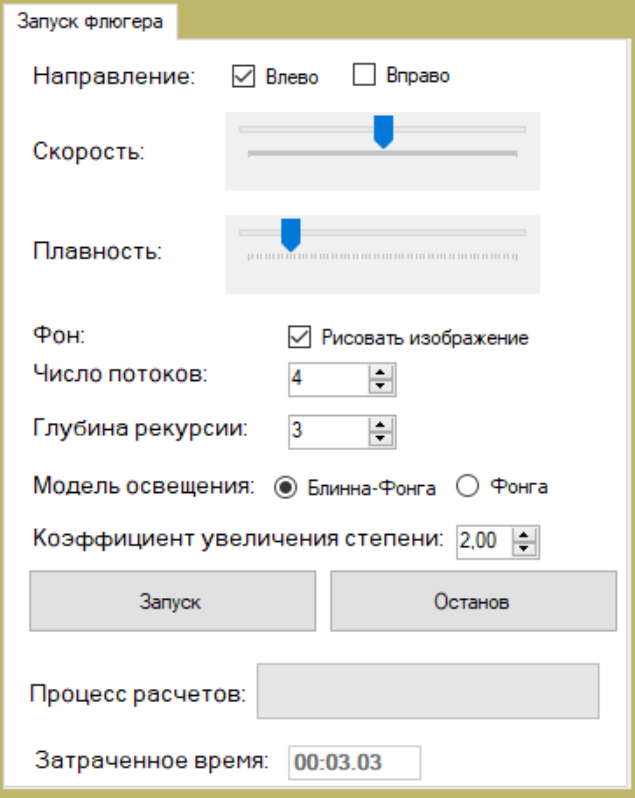 Запуск флюгера
Направление: Влево Вправо
Скорость:
Плавность:
Фон: Рисовать изображение
Число потоков: 4
Глубина рекурсии: 3
Модель освещения: Блинна-Фонга Фонга
Коэффициент увеличения степени: 2,00
Запуск Останов
Процесс расчетов:
Затраченное время: 00:03.03